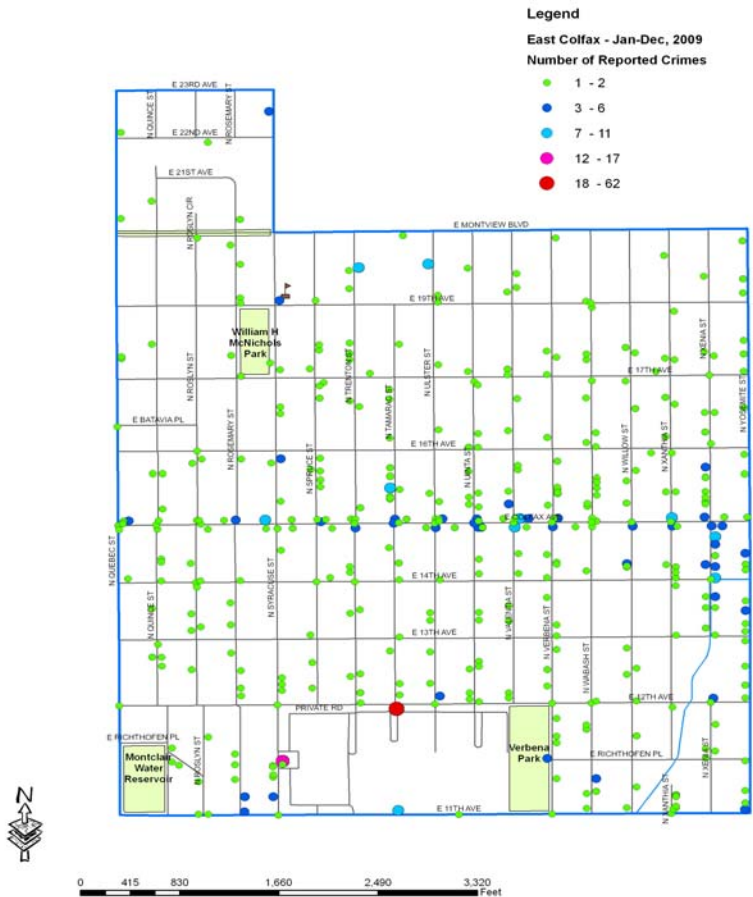 Legend
East Colfax - Jan-Dec, 2009
Number of Reported Crimes
1 - 2
3 - 6
7 - 11
12 - 17
18 - 62
E 23RD AVE
N QUINCE ST
N ROSEMARY ST
E 22ND AVE
E 21ST AVE
N ROSLYN CIR
E MONTVIEW BLVD
E 19TH AVE
William H
McNichols
Park
N XENIA ST
N ROSLYN ST
N TRENTON ST
N ULSTER ST
E 17TH AVE
N TAMARAC ST
N YOSEMITE ST
E BATAVIA PL
N ROSEMARY ST
E 16TH AVE
N SPRUCE ST
N UINTA ST
N WILLOW ST
N XANTHIA ST
E COLFAX AVE
N QUEBEC ST
N SYRACUSE ST
E 14TH AVE
N QUINCE ST
N VALENTIA ST
N VERBENA ST
E 13TH AVE
N WABASH ST
E 12TH AVE
PRIVATE RD
E RICHTHOFEN PL
Montclair
Water
Reservoir
N ROSLYN ST
Verbena
Park
E RICHTHOFEN PL
N XENIA ST
N XANTHIA ST
E 11TH AVE
N
0 415 830 1,660 2,490 3,320
Feet